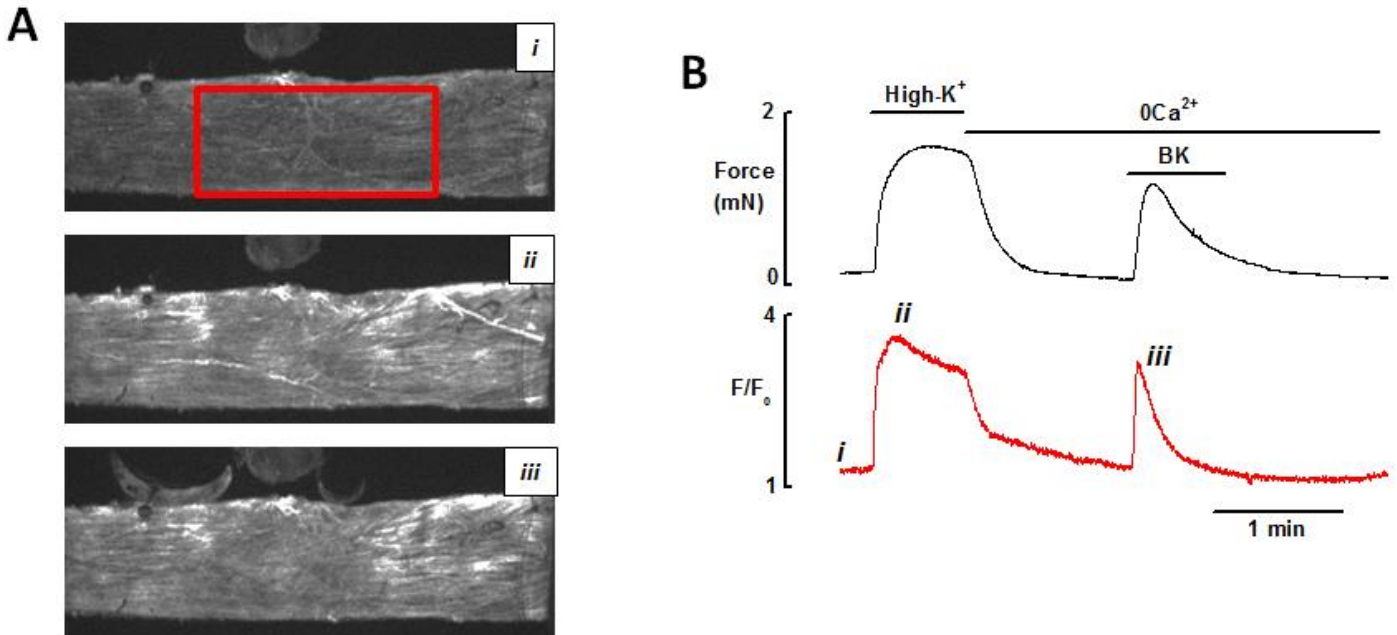 A
i
ii
iii
B
High-K⁺
0Ca²⁺
BK
2
Force
(mN)
0
4
F/F₀
1
i
ii
iii
1 min